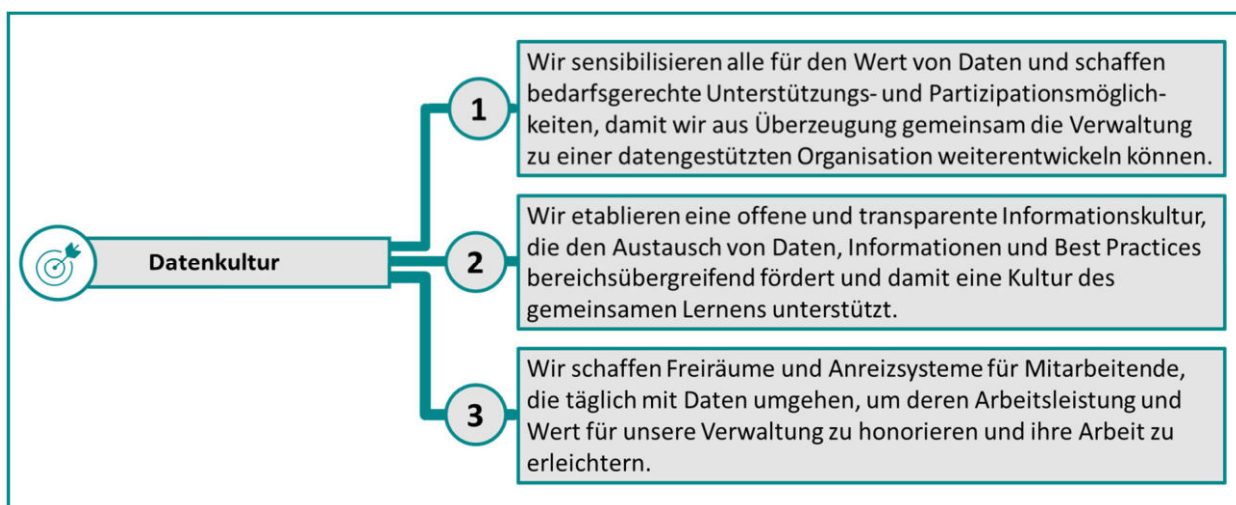 Datenkultur
1
Wir sensibilisieren alle für den Wert von Daten und schaffen
bedarfsgerechte Unterstützungs- und Partizipationsmöglich-
keiten, damit wir aus Überzeugung gemeinsam die Verwaltung
zu einer datengestützten Organisation weiterentwickeln können.
2
Wir etablieren eine offene und transparente Informationskultur,
die den Austausch von Daten, Informationen und Best Practices
bereichsübergreifend fördert und damit eine Kultur des
gemeinsamen Lernens unterstützt.
3
Wir schaffen Freiräume und Anreizsysteme für Mitarbeitende,
die täglich mit Daten umgehen, um deren Arbeitsleistung und
Wert für unsere Verwaltung zu honorieren und ihre Arbeit zu
erleichtern.